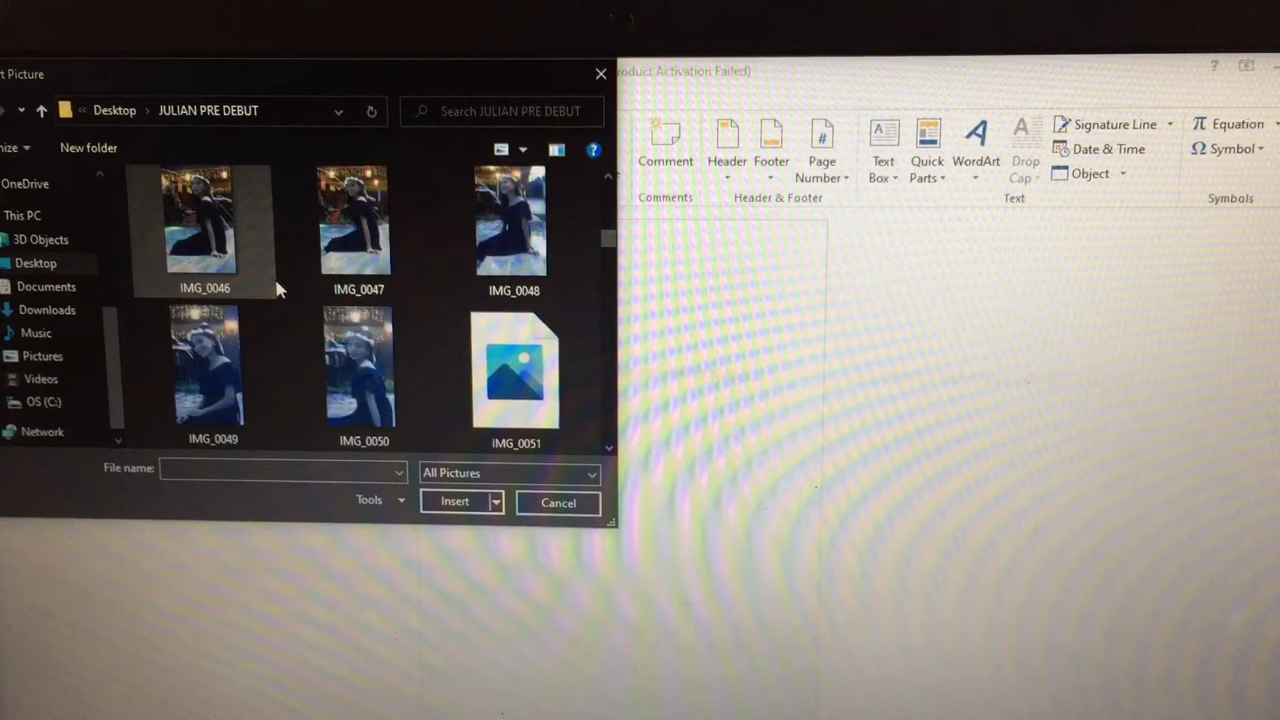 t Picture
roduct Activation Failed)
Desktop
JULIAN PRE DEBUT
Search JULIAN PRE DEBUT
nize
New folder
OneDrive
This PC
3D Objects
Desktop
Documents
Downloads
Music
Pictures
Videos
OS (C:)
Network
IMG_0046
IMG_0047
IMG_0048
IMG_0049
IMG_0050
IMG_0051
File name:
All Pictures
Tools
Insert
Cancel
Comment
Comments
Header
Footer
Page
Number
Header & Footer
Text
Box
Quick
Parts
WordArt
Drop
Cap
Signature Line
Date & Time
Object
Text
Equation
Symbol
Symbols